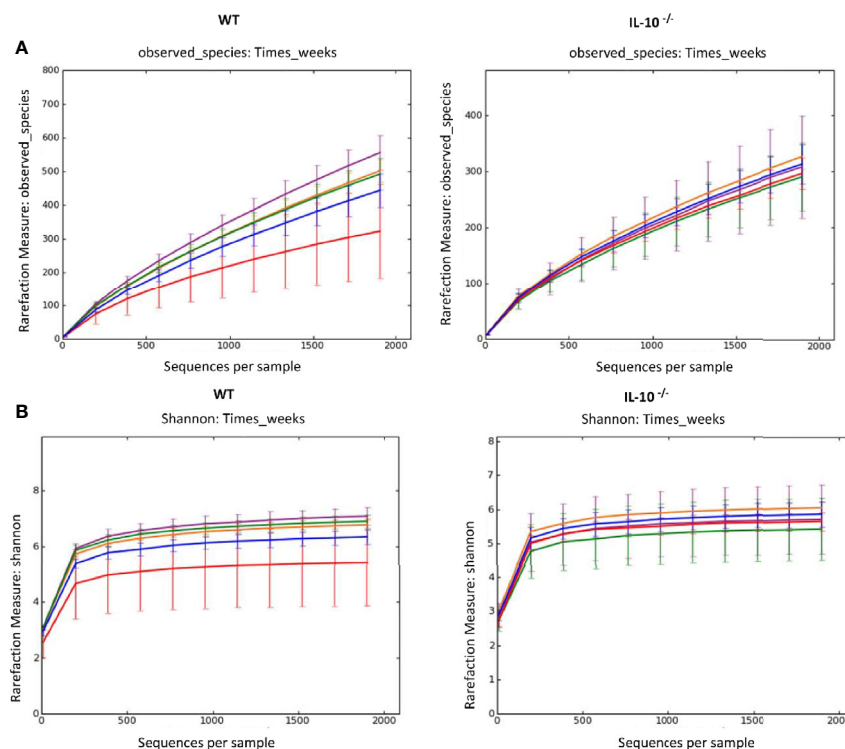 WT
IL-10 -/-
A
observed_species: Times_weeks
observed_species: Times_weeks
Rarefaction Measure: observed_species
800
700
600
500
400
300
200
100
0
0 500 1000 1500 2000
Sequences per sample
Rarefaction Measure: observed_species
400
300
200
100
0
0 500 1000 1500 2000
Sequences per sample
B
WT
IL-10 -/-
Shannon: Times_weeks
Shannon: Times_weeks
Rarefaction Measure: shannon
8
6
4
2
0
0 500 1000 1500 2000
Sequences per sample
Rarefaction Measure: shannon
8
7
6
5
4
3
2
1
0
0 500 1000 1500 200
Sequences per sample